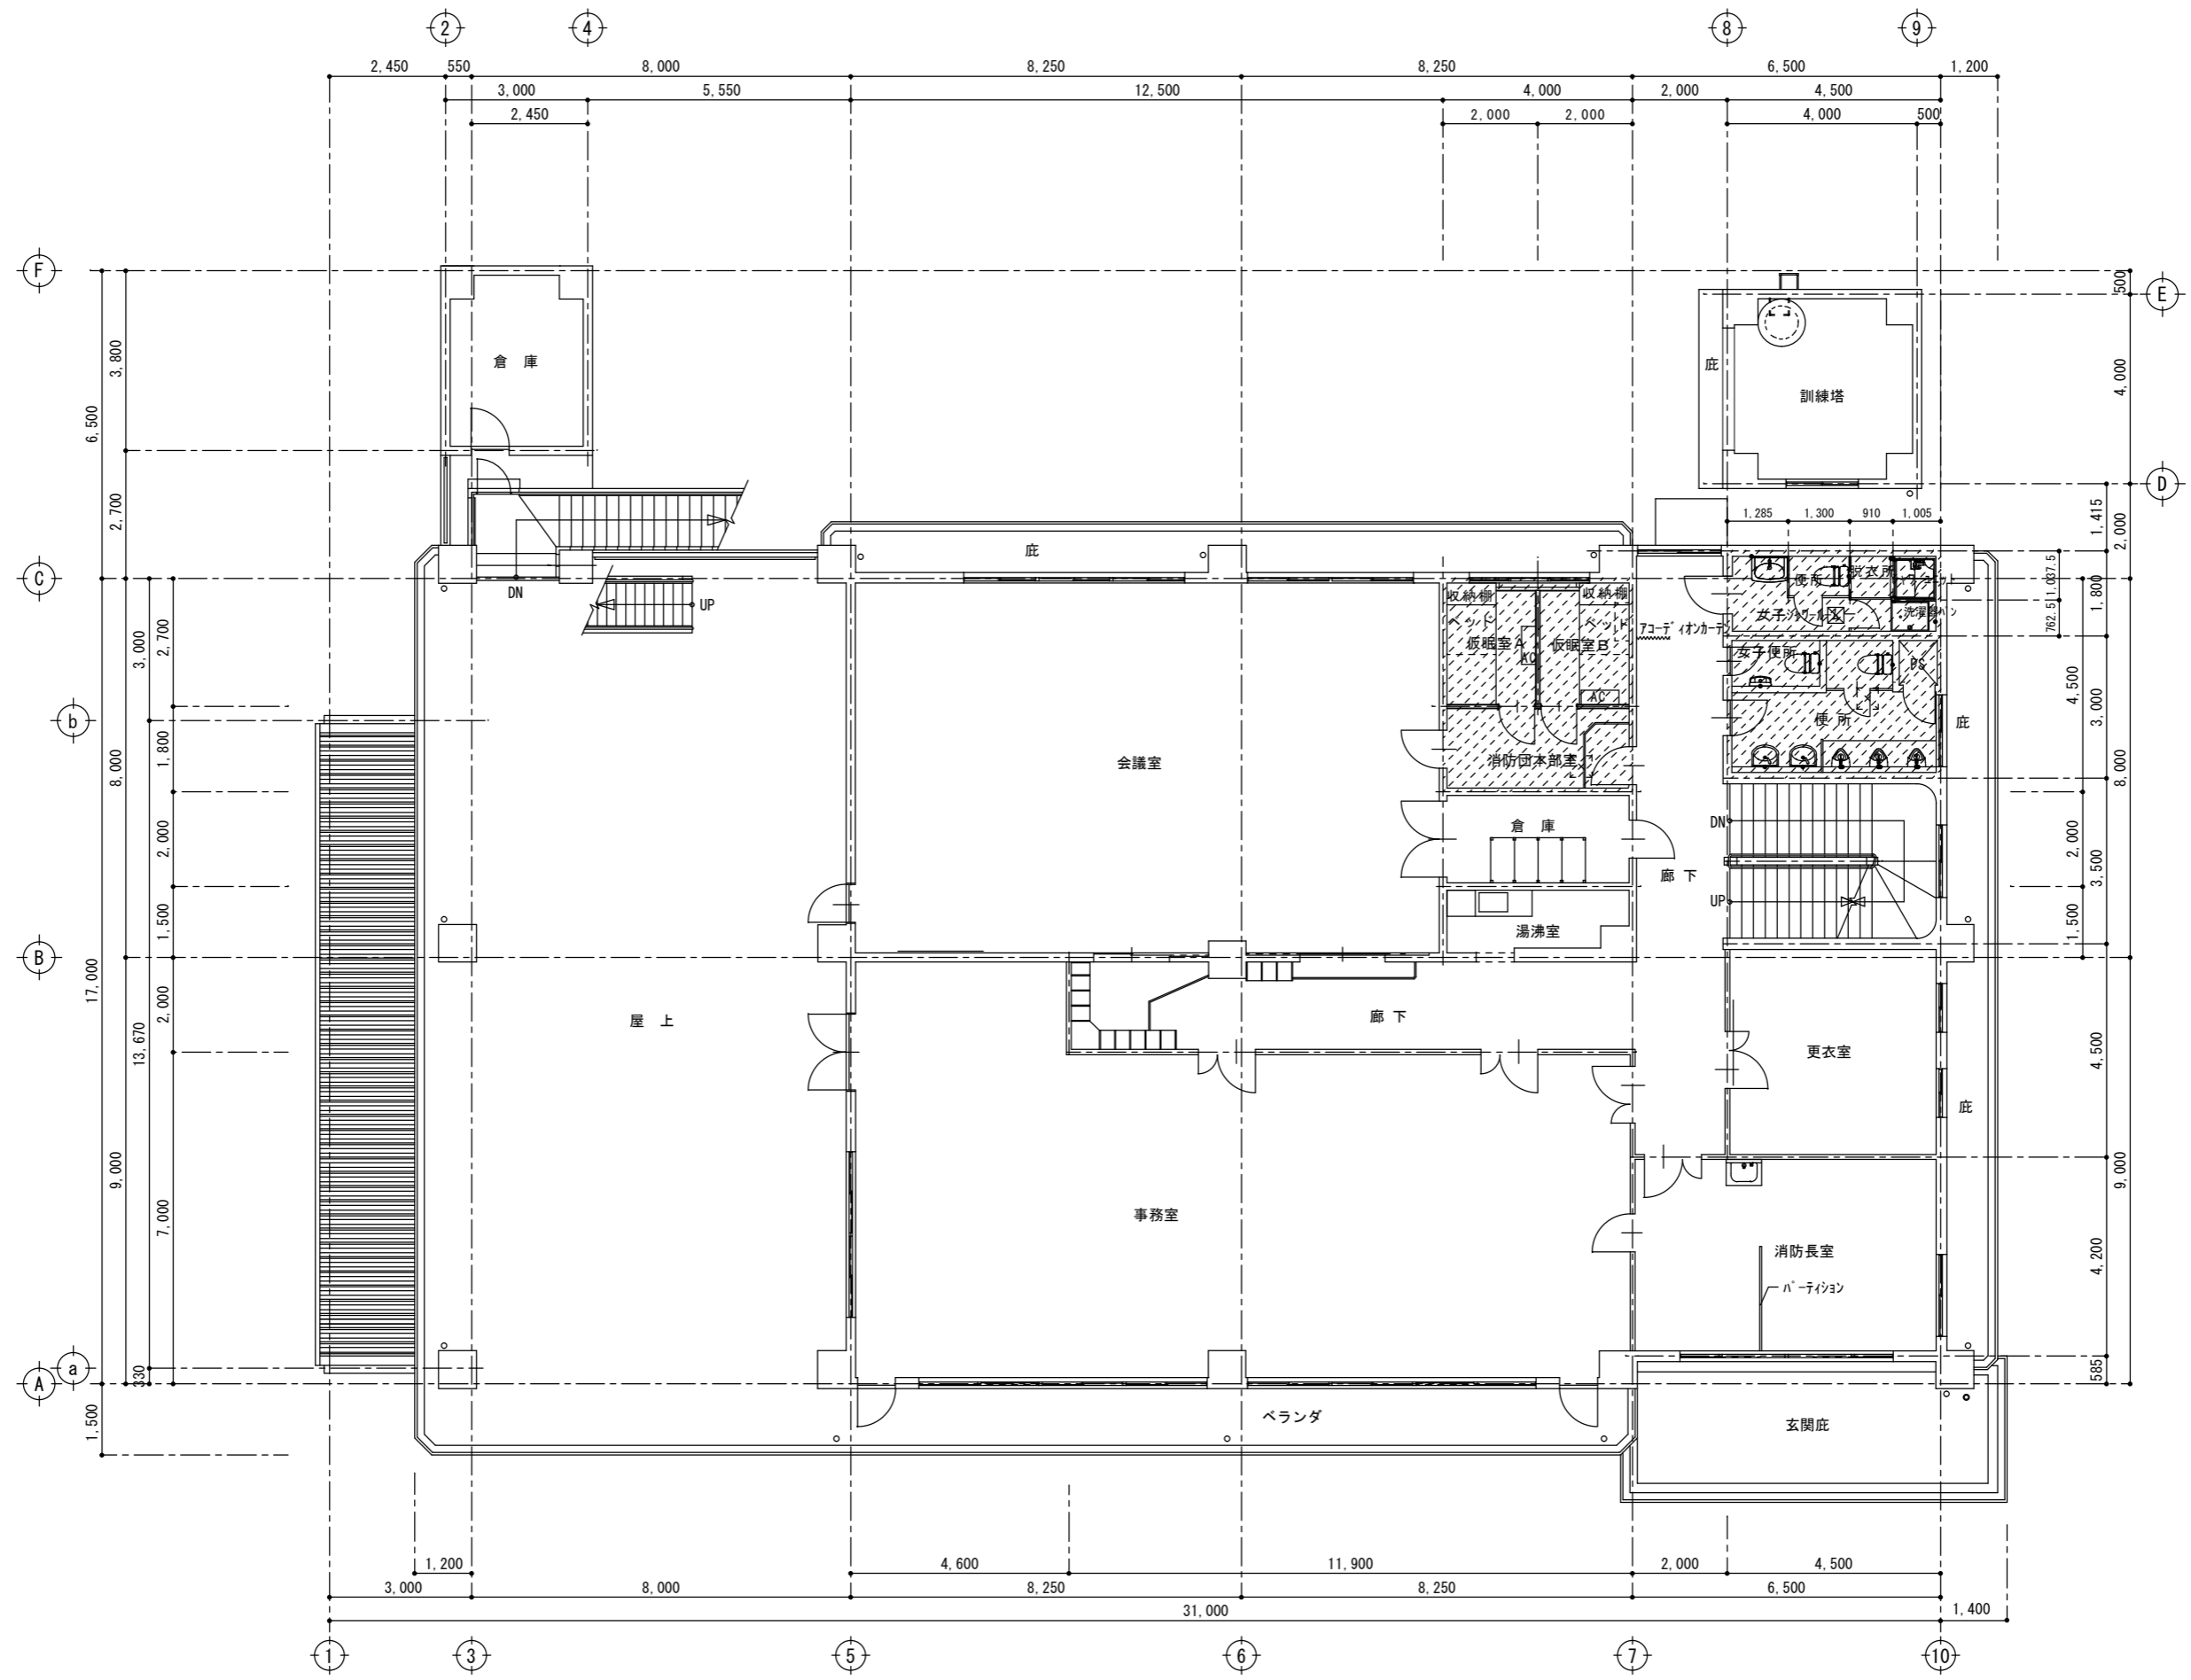 2 4 8 9
2,450 550 8,000 8,250 8,250 6,500 1,200
3,000 5,550 12,500 4,000 2,000 4,500
2,450 2,000 2,000 4,000 500
F
E
D
C
b
B
a
A
6,500
3,800
2,700
17,000
8,000
9,000
1,500
3,000
13,670
330
2,700
1,800
2,000
1,500
2,000
7,000
倉 庫
DN
UP
庇
庇
訓練塔
1,285 1,300 910 1,005
500
4,000
2,000
8,000
9,000
1,415
1,800
3,000
3,500
4,500
4,200
585
4,500
2,000
1,500
1,037.5
762.5
収納棚 収納棚
ベッド ベッド
仮眠室A 仮眠室B
AC
AC
アコーディオンカーテン
便所 脱衣所
洗濯機パン
女子便所
PS
便 所
庇
会議室
消防団本部室
倉 庫
DN
UP
廊 下
湯沸室
屋 上
廊 下
更衣室
庇
事務室
消防長室
パーティション
ベランダ
玄関庇
1,200 4,600 11,900 2,000 4,500
3,000 8,000 8,250 8,250 6,500
31,000 1,400
1 3 5 6 7 10